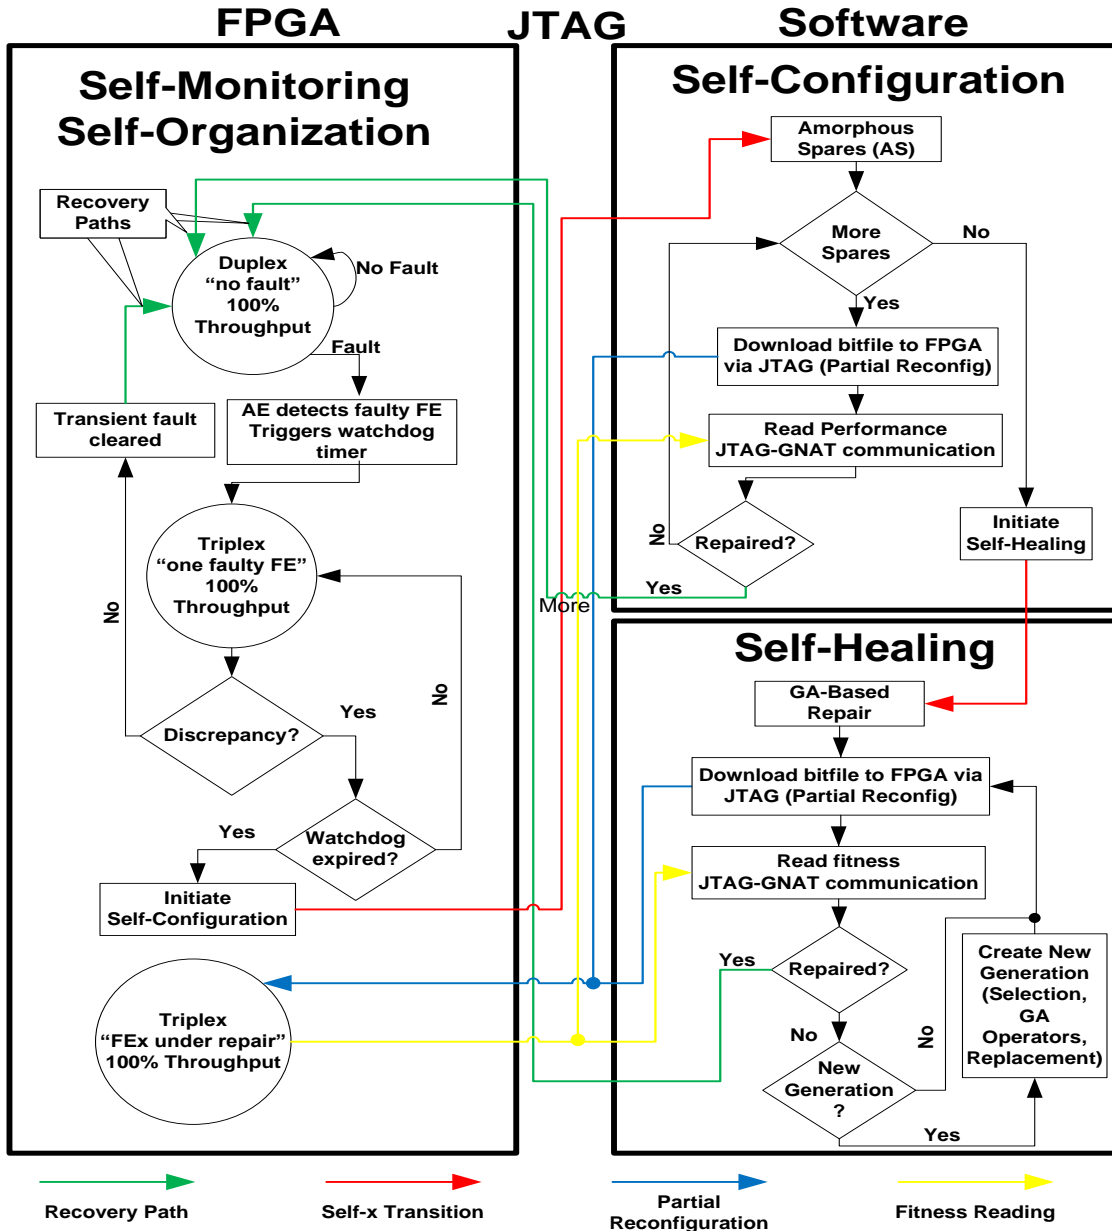 FPGA
JTAG
Software
Self-Monitoring
Self-Organization
Recovery
Paths
Duplex
“no fault”
100%
Throughput
No Fault
Fault
Transient fault
cleared
AE detects faulty FE
Triggers watchdog
timer
Triplex
“one faulty FE”
100%
Throughput
No
No
Discrepancy?
Yes
Watchdog
expired?
Yes
Initiate
Self-Configuration
Triplex
“FEx under repair”
100% Throughput
More
Self-Configuration
Amorphous
Spares (AS)
More
Spares
No
Yes
Download bitfile to FPGA
via JTAG (Partial Reconfig)
Read Performance
JTAG-GNAT communication
No
Repaired?
Yes
Initiate
Self-Healing
Self-Healing
GA-Based
Repair
Download bitfile to FPGA via
JTAG (Partial Reconfig)
Read fitness
JTAG-GNAT communication
Yes
Repaired?
No
New
Generation
?
No
Yes
Create New
Generation
(Selection,
GA
Operators,
Replacement)
Recovery Path
Self-x Transition
Partial
Reconfiguration
Fitness Reading